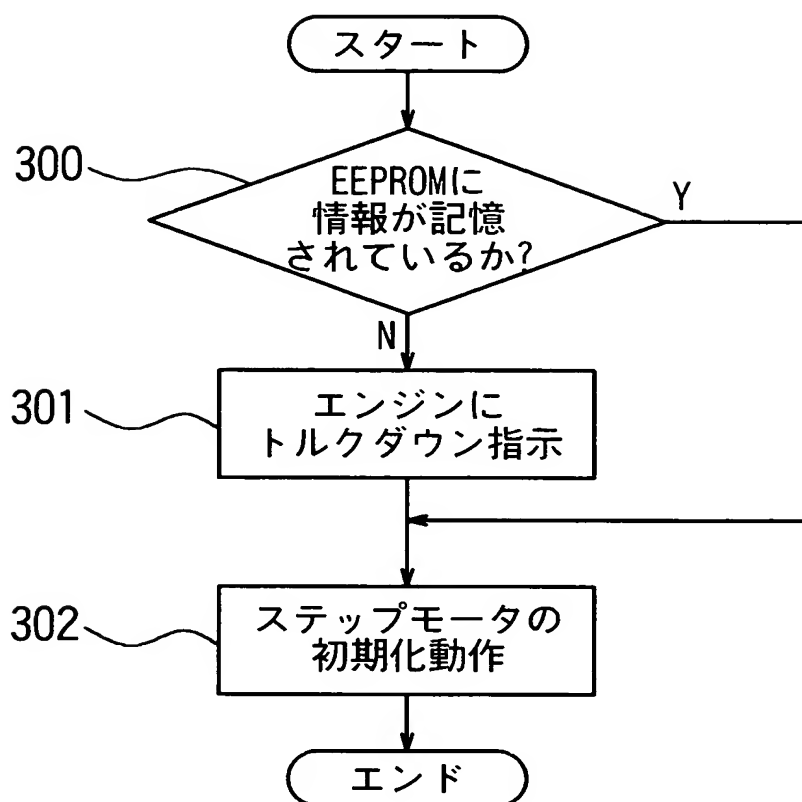 スタート
300
EEPROMに
情報が記憶
されているか?
Y
N
301
エンジンに
トルクダウン指示
302
ステップモータの
初期化動作
エンド